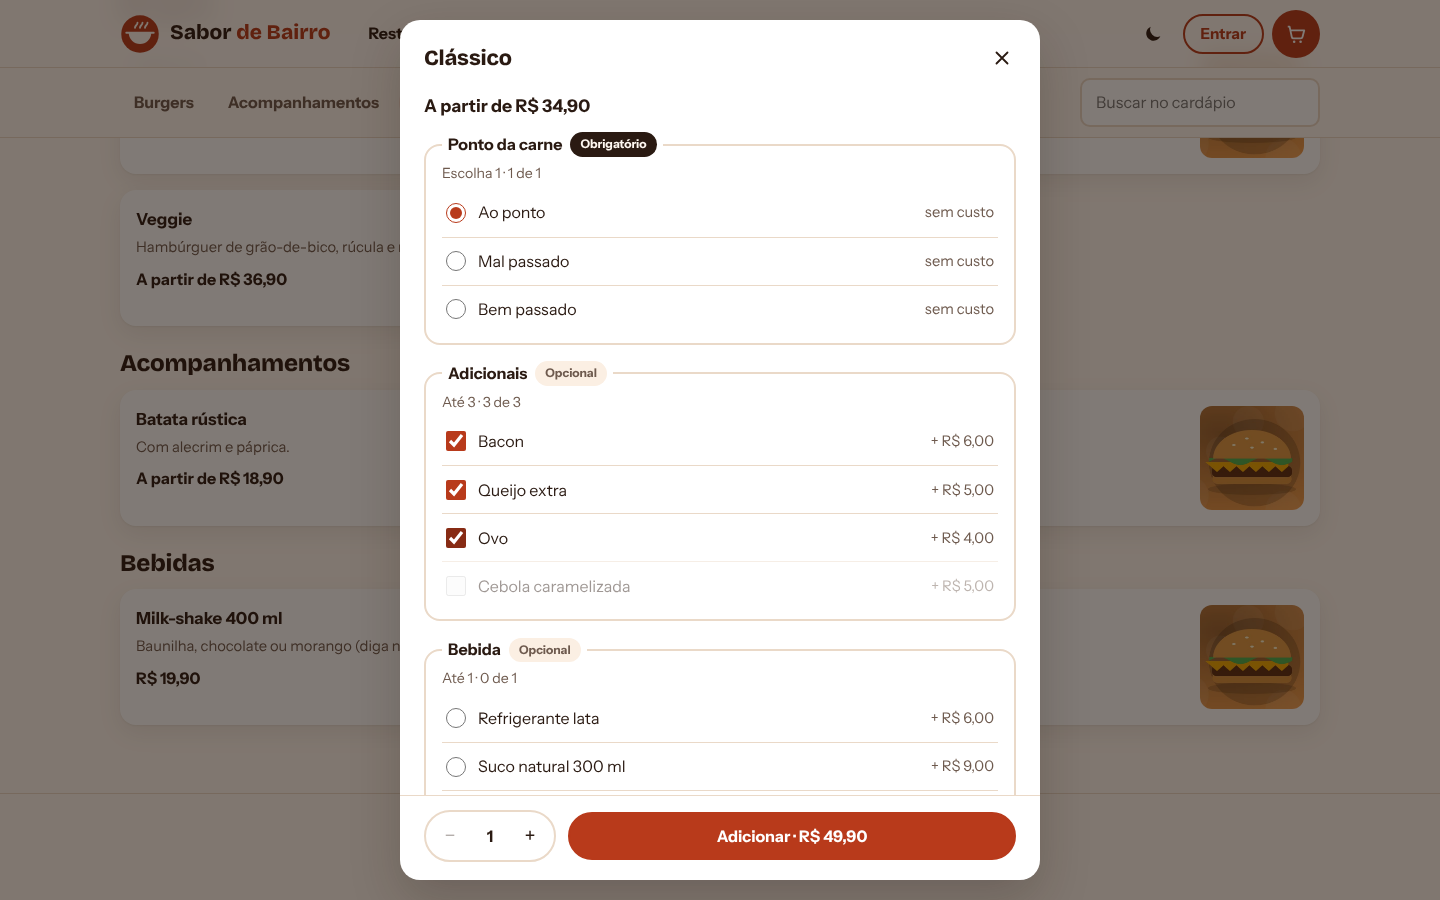 Sabor de Bairro
Rest
Entrar
Burgers
Acompanhamentos
Buscar no cardápio
Veggie
Hambúrguer de grão-de-bico, rúcula e
A partir de R$ 36,90
Acompanhamentos
Batata rústica
Com alecrim e páprica.
A partir de R$ 18,90
Bebidas
Milk-shake 400 ml
Baunilha, chocolate ou morango (diga n
R$ 19,90
Clássico
A partir de R$ 34,90
Ponto da carne Obrigatório
Escolha 1 · 1 de 1
Ao ponto sem custo
Mal passado sem custo
Bem passado sem custo
Adicionais Opcional
Até 3 · 3 de 3
Bacon + R$ 6,00
Queijo extra + R$ 5,00
Ovo + R$ 4,00
Cebola caramelizada + R$ 5,00
Bebida Opcional
Até 1 · 0 de 1
Refrigerante lata + R$ 6,00
Suco natural 300 ml + R$ 9,00
− 1 +
Adicionar · R$ 49,90